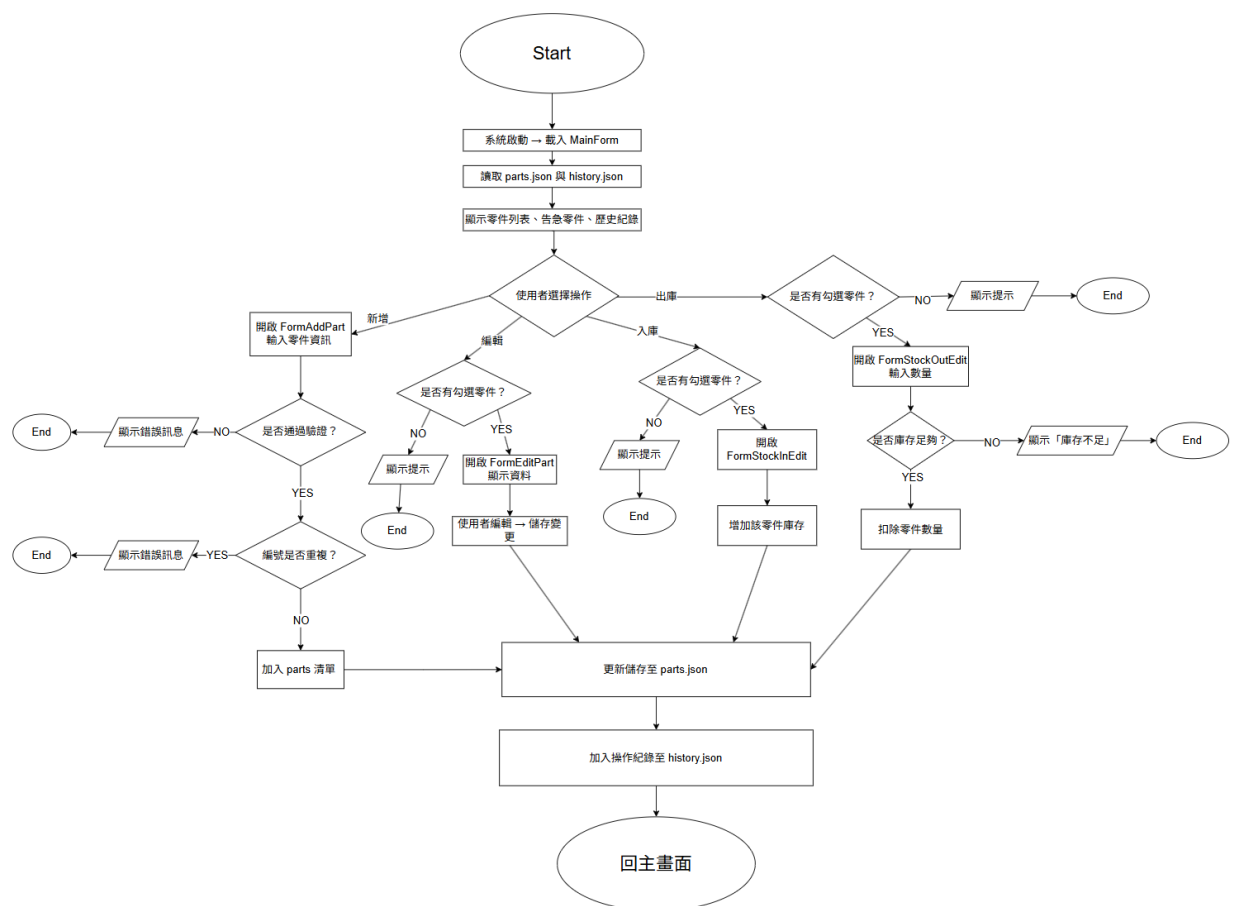 Start
系統啟動 → 載入 MainForm
讀取 parts.json 與 history.json
顯示零件列表、告急零件、歷史紀錄
使用者選擇操作
出庫
是否有勾選零件？
NO
顯示提示
End
新增
開啟 FormAddPart
輸入零件資訊
編輯
入庫
YES
開啟 FormStockOutEdit
輸入數量
是否有勾選零件？
是否有勾選零件？
End
顯示錯誤訊息
NO
是否通過驗證？
NO
YES
NO
YES
是否庫存足夠？
NO
顯示「庫存不足」
End
顯示提示
開啟 FormEditPart
顯示資料
顯示提示
開啟
FormStockInEdit
YES
YES
End
使用者編輯 → 儲存變
更
End
增加該零件庫存
扣除零件數量
End
顯示錯誤訊息
YES
編號是否重複？
NO
加入 parts 清單
更新儲存至 parts.json
加入操作紀錄至 history.json
回主畫面